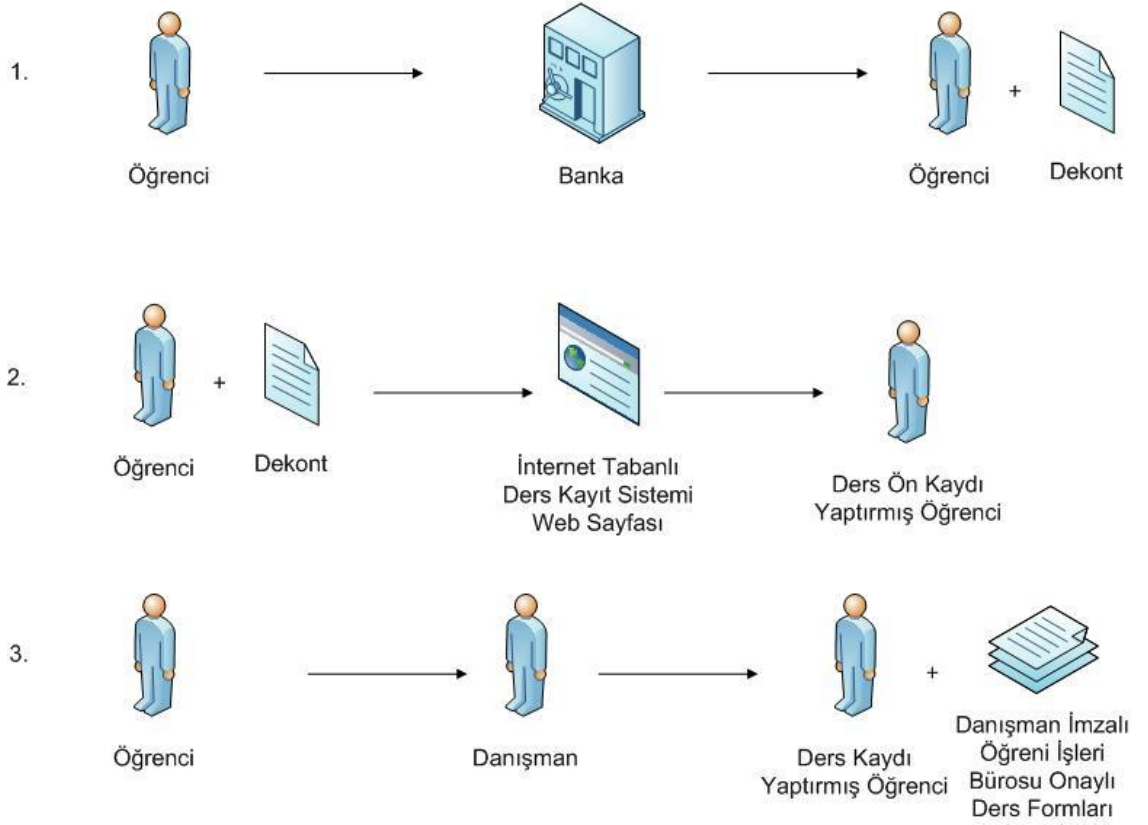 1.
Öğrenci
Banka
Öğrenci
+
Dekont
2.
Öğrenci
+
Dekont
İnternet Tabanlı
Ders Kayıt Sistemi
Web Sayfası
Ders Ön Kaydı
Yaptırmış Öğrenci
3.
Öğrenci
Danışman
Ders Kaydı
Yaptırmış Öğrenci
+
Danışman İmzalı
Öğreni İşleri
Bürosu Onaylı
Ders Formları